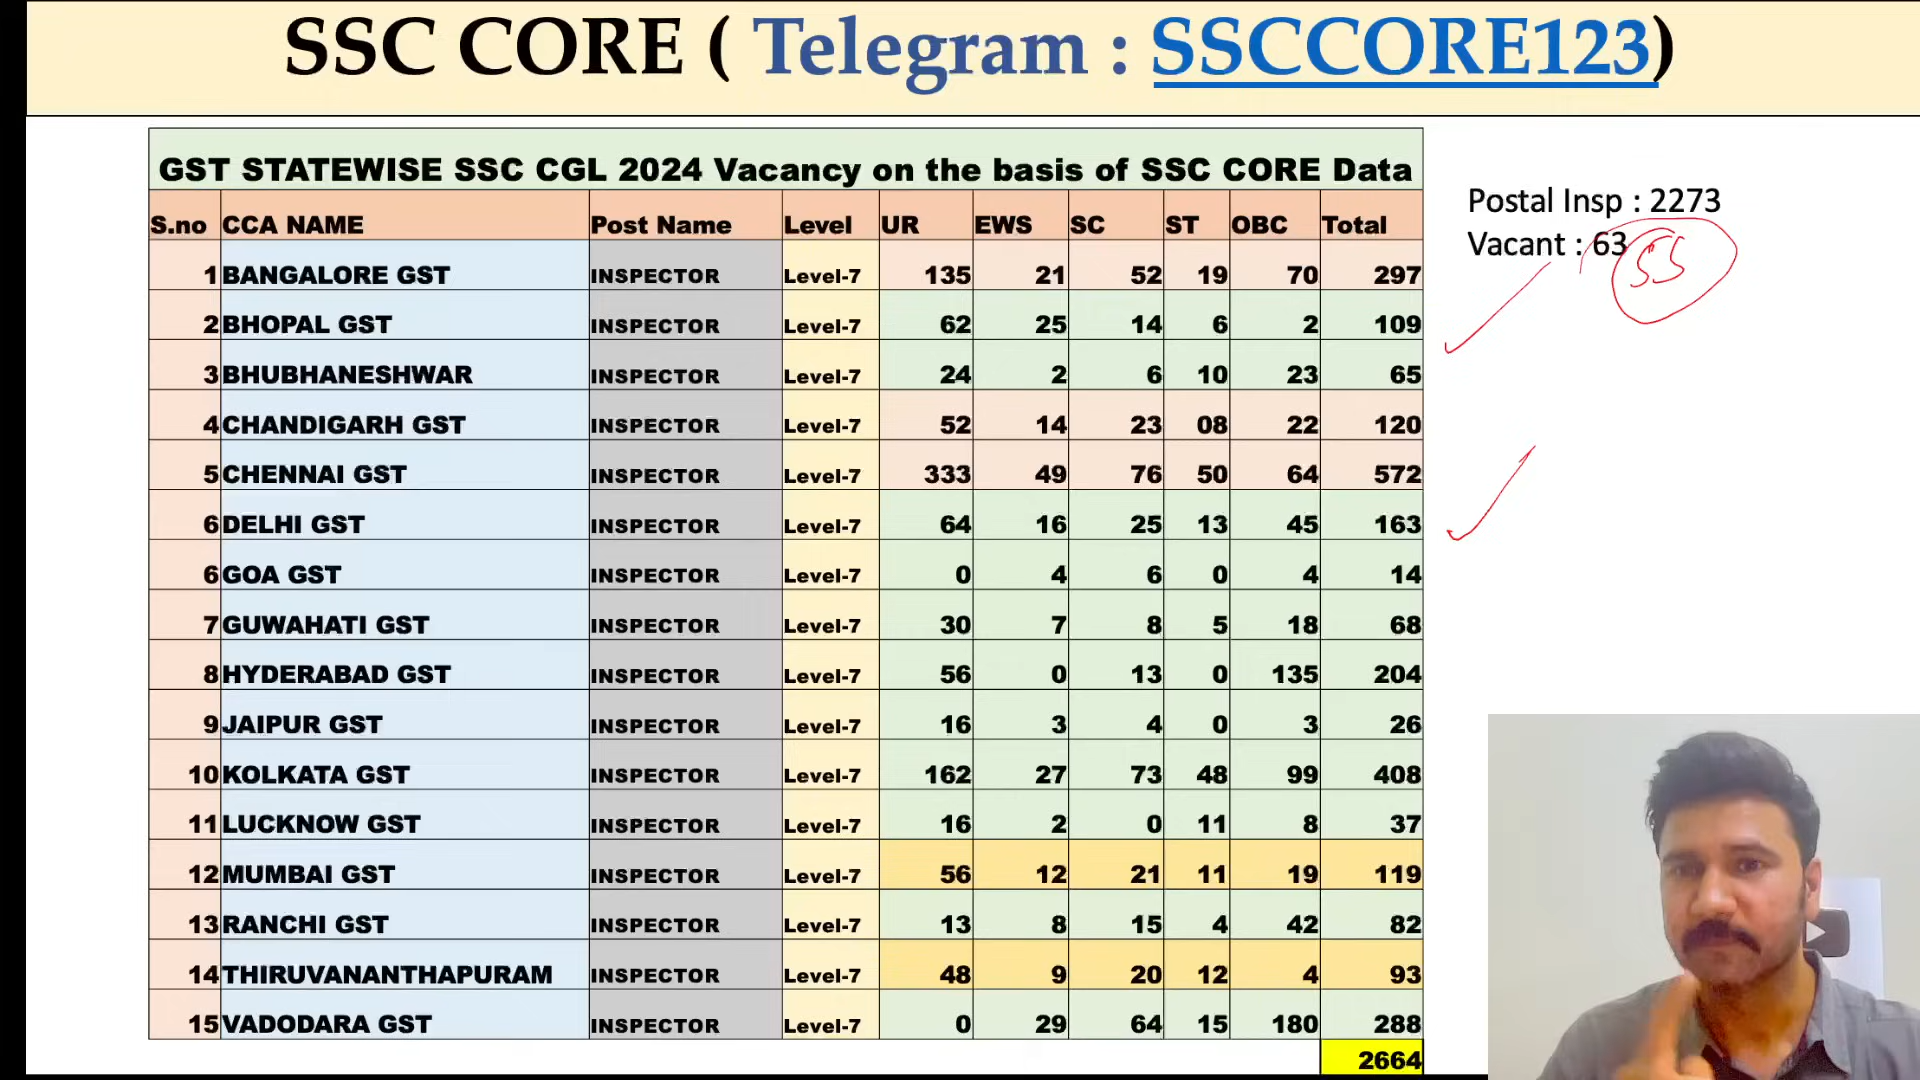 SSC CORE ( Telegram : SSCCORE123)
GST STATEWISE SSC CGL 2024 Vacancy on the basis of SSC CORE Data
S.no CCA NAME Post Name Level UR EWS SC ST OBC Total
1 BANGALORE GST INSPECTOR Level-7 135 21 52 19 70 297
2 BHOPAL GST INSPECTOR Level-7 62 25 14 6 2 109
3 BHUBHANESHWAR INSPECTOR Level-7 24 2 6 10 23 65
4 CHANDIGARH GST INSPECTOR Level-7 52 14 23 08 22 120
5 CHENNAI GST INSPECTOR Level-7 333 49 76 50 64 572
6 DELHI GST INSPECTOR Level-7 64 16 25 13 45 163
6 GOA GST INSPECTOR Level-7 0 4 6 0 4 14
7 GUWAHATI GST INSPECTOR Level-7 30 7 8 5 18 68
8 HYDERABAD GST INSPECTOR Level-7 56 0 13 0 135 204
9 JAIPUR GST INSPECTOR Level-7 16 3 4 0 3 26
10 KOLKATA GST INSPECTOR Level-7 162 27 73 48 99 408
11 LUCKNOW GST INSPECTOR Level-7 16 2 0 11 8 37
12 MUMBAI GST INSPECTOR Level-7 56 12 21 11 19 119
13 RANCHI GST INSPECTOR Level-7 13 8 15 4 42 82
14 THIRUVANANTHAPURAM INSPECTOR Level-7 48 9 20 12 4 93
15 VADODARA GST INSPECTOR Level-7 0 29 64 15 180 288
2664
Postal Insp : 2273
Vacant : 63